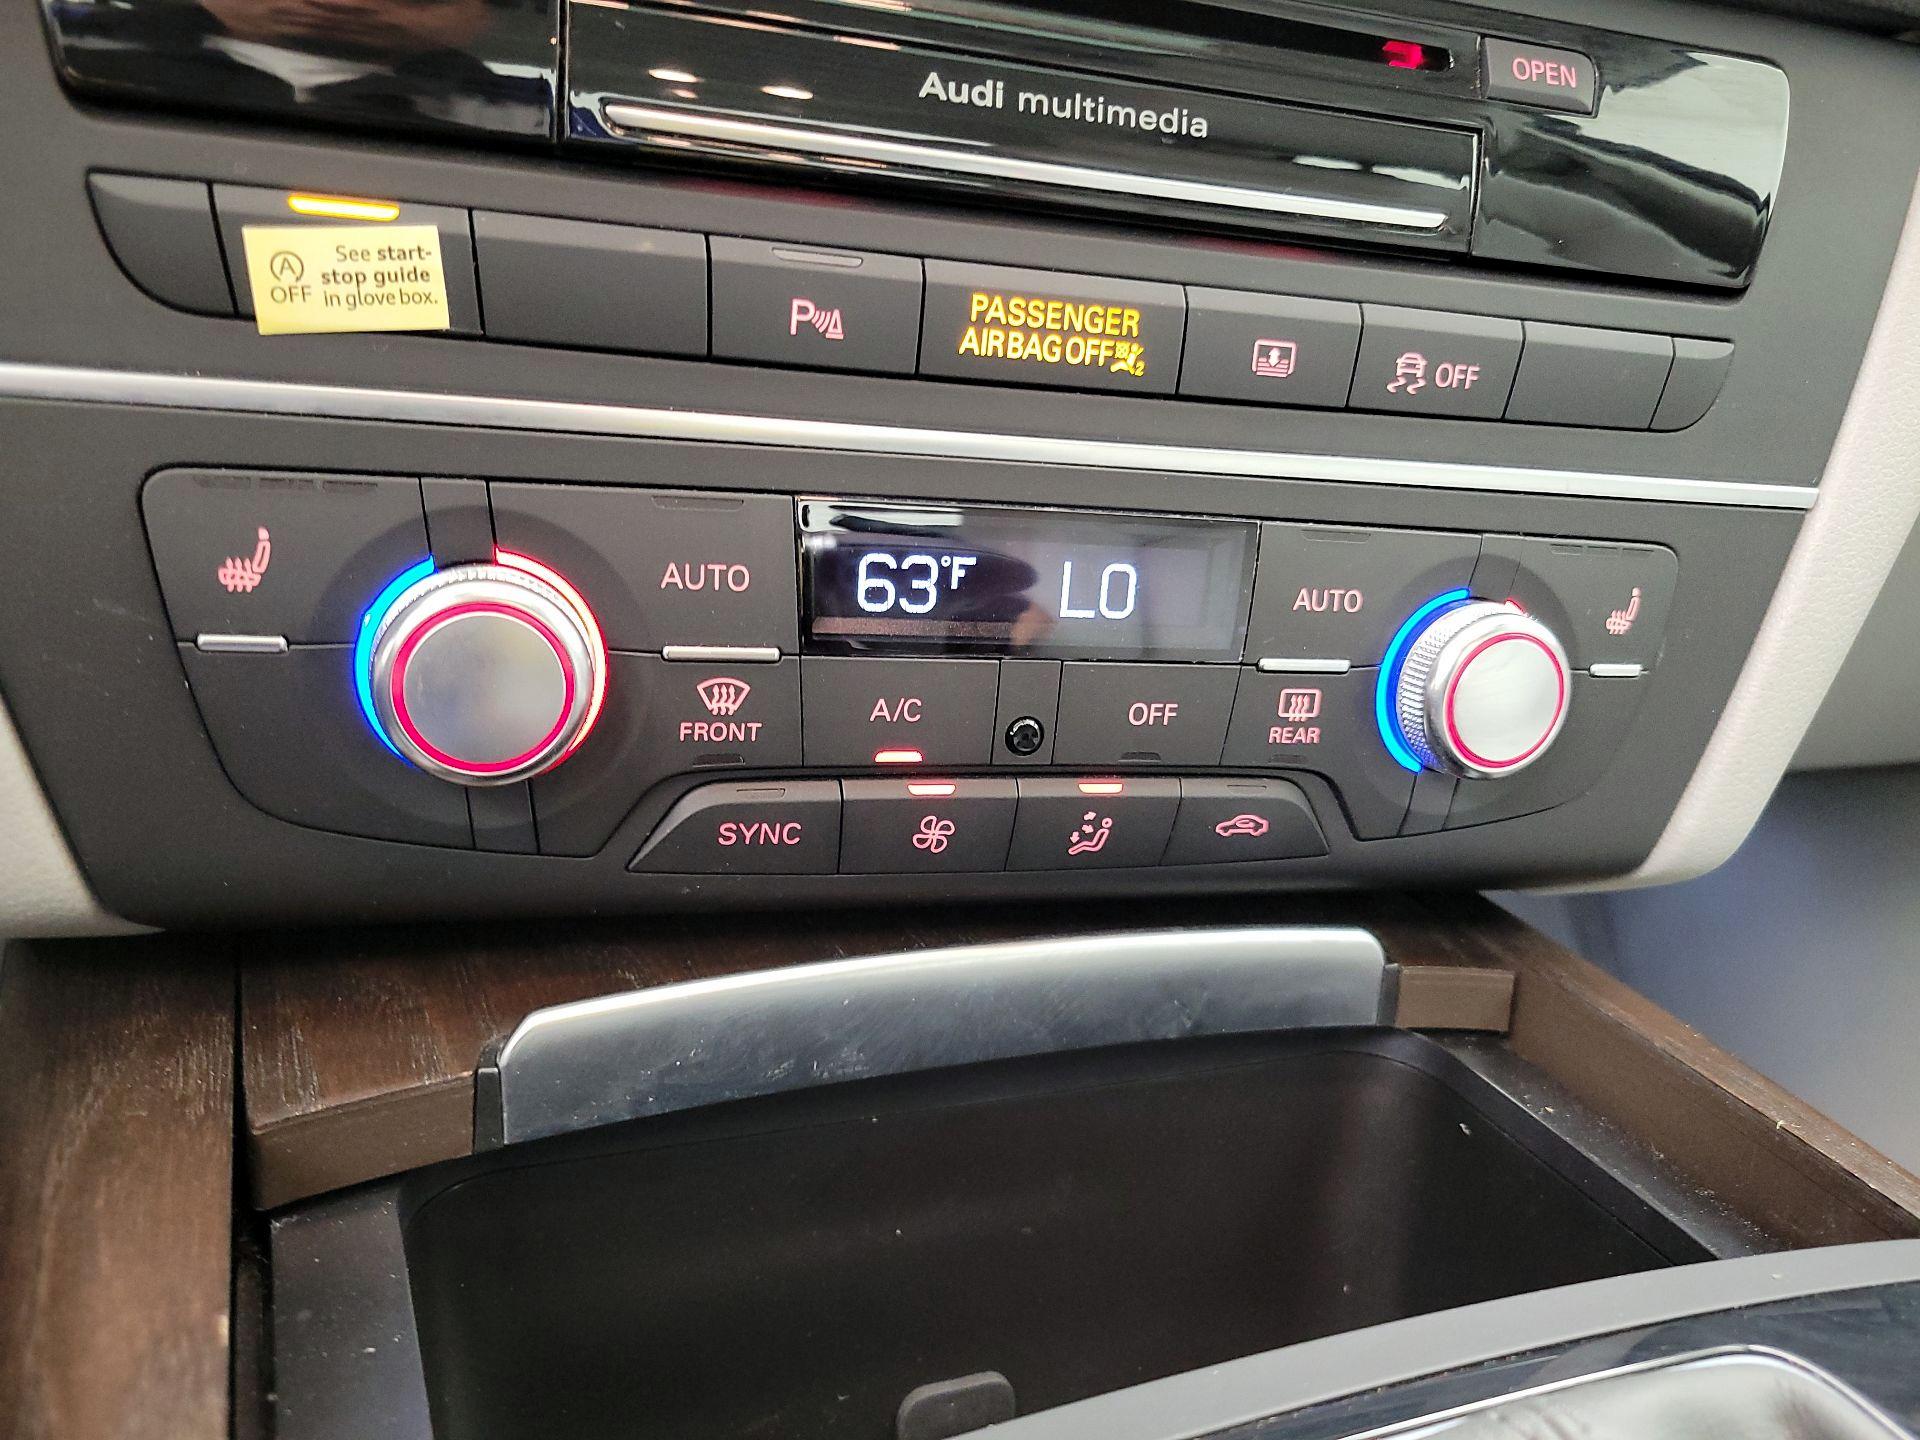 Audi multimedia
OPEN
A
OFF
See start-
stop guide
in glove box.
P
PASSENGER
AIRBAG OFF
2
OFF
AUTO
63°F LO
AUTO
FRONT
A/C
OFF
REAR
SYNC